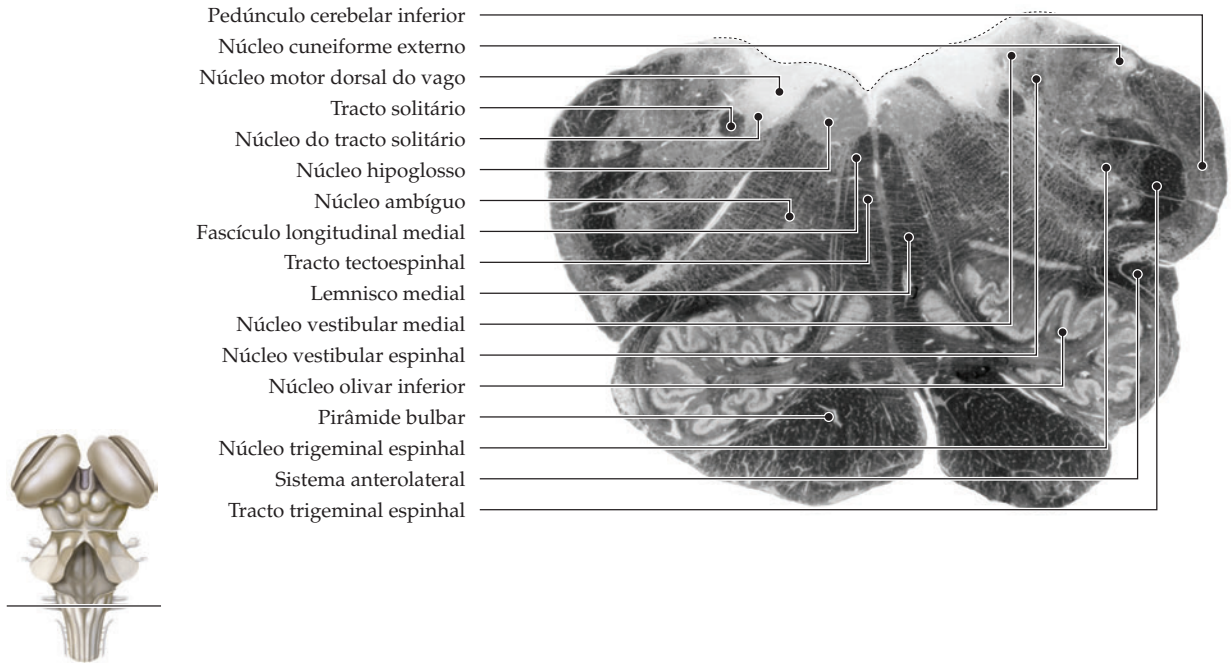 Pedúnculo cerebelar inferior
Núcleo cuneiforme externo
Núcleo motor dorsal do vago
Tracto solitário
Núcleo do tracto solitário
Núcleo hipoglosso
Núcleo ambíguo
Fascículo longitudinal medial
Tracto tectoespinhal
Lemnisco medial
Núcleo vestibular medial
Núcleo vestibular espinhal
Núcleo olivar inferior
Pirâmide bulbar
Núcleo trigeminal espinhal
Sistema anterolateral
Tracto trigeminal espinhal